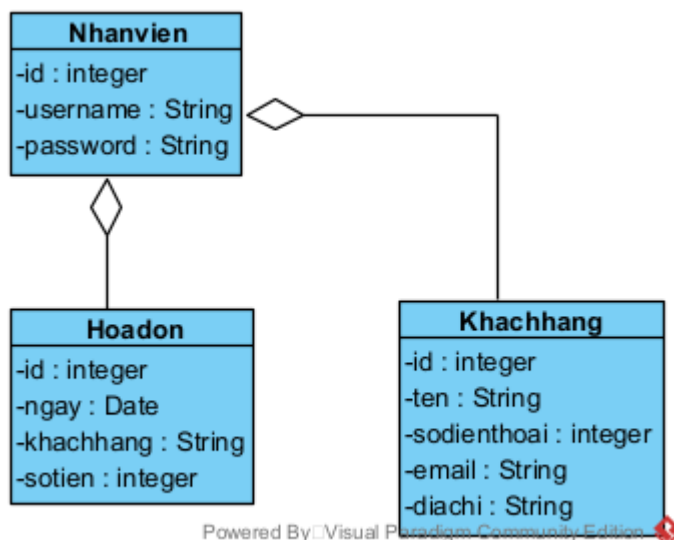 Nhanvien
-id : integer
-username : String
-password : String
Hoadon
-id : integer
-ngay : Date
-khachhang : String
-sotien : integer
Khachhang
-id : integer
-ten : String
-sodienthoai : integer
-email : String
-diachi : String
Powered By Visual Paradigm Community Edition